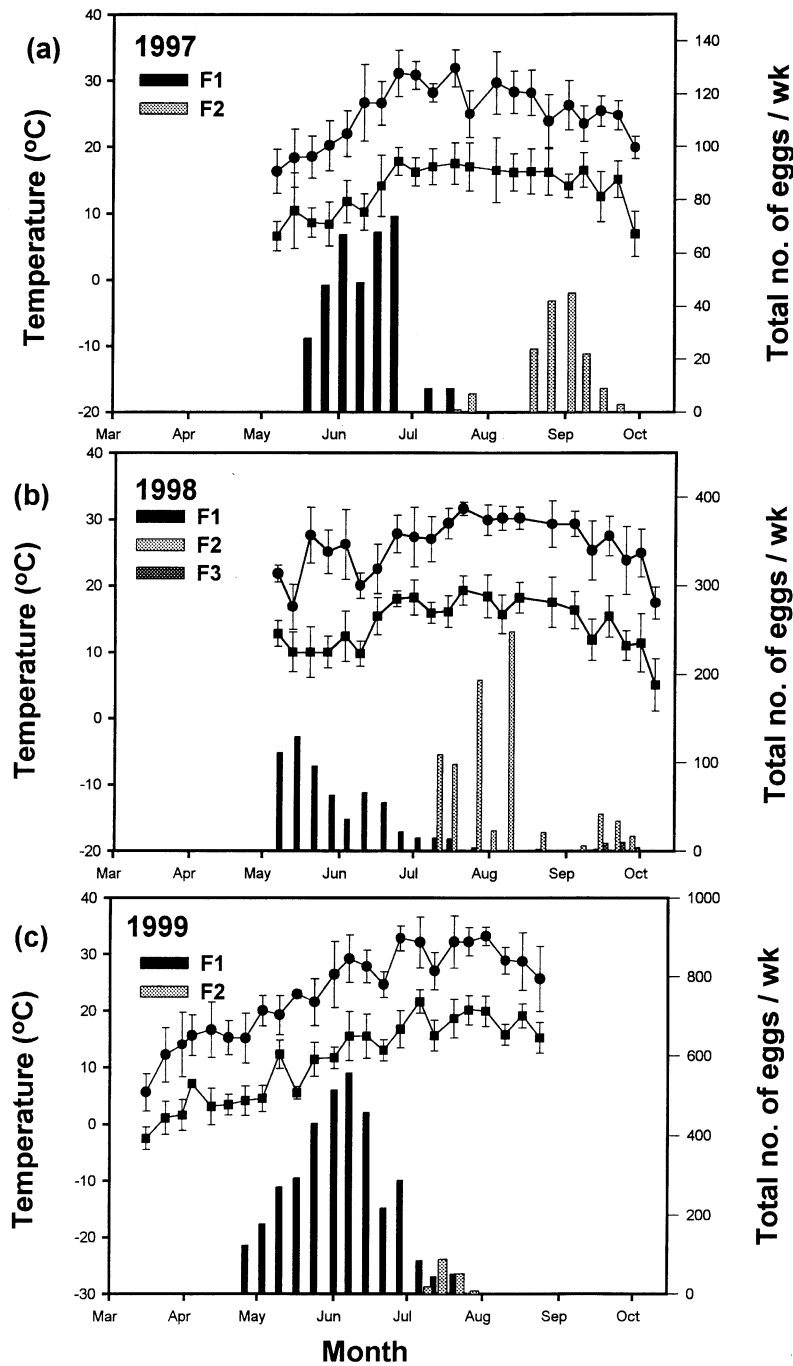 (a)
1997
F1
F2
Temperature (ºC)
40
30
20
10
0
-10
-20
Total no. of eggs / wk
140
120
100
80
60
40
20
0
Mar Apr May Jun Jul Aug Sep Oct
(b)
1998
F1
F2
F3
Temperature (ºC)
40
30
20
10
0
-10
-20
Total no. of eggs / wk
400
300
200
100
0
Mar Apr May Jun Jul Aug Sep Oct
(c)
1999
F1
F2
Temperature (ºC)
40
30
20
10
0
-10
-20
-30
Total no. of eggs / wk
1000
800
600
400
200
0
Mar Apr May Jun Jul Aug Sep Oct
Month